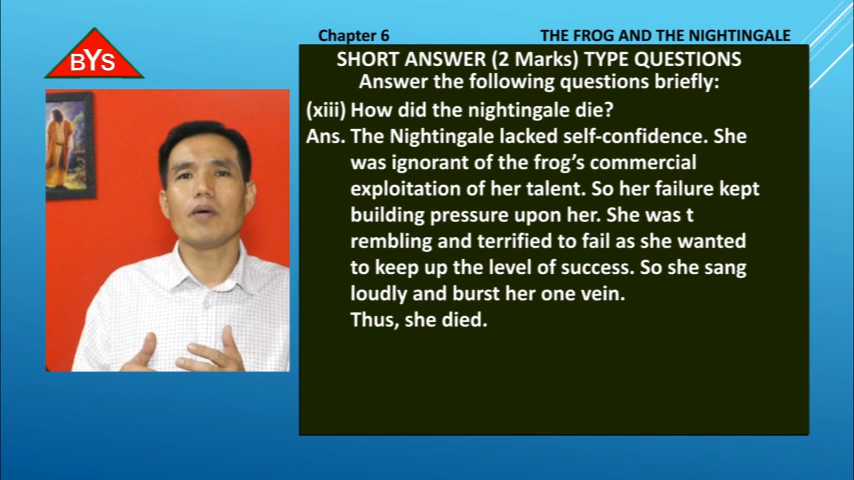 Chapter 6
THE FROG AND THE NIGHTINGALE
BYS
SHORT ANSWER (2 Marks) TYPE QUESTIONS
Answer the following questions briefly:
(xiii) How did the nightingale die?
Ans. The Nightingale lacked self-confidence. She
was ignorant of the frog's commercial
exploitation of her talent. So her failure kept
building pressure upon her. She was t
rembling and terrified to fail as she wanted
to keep up the level of success. So she sang
loudly and burst her one vein.
Thus, she died.